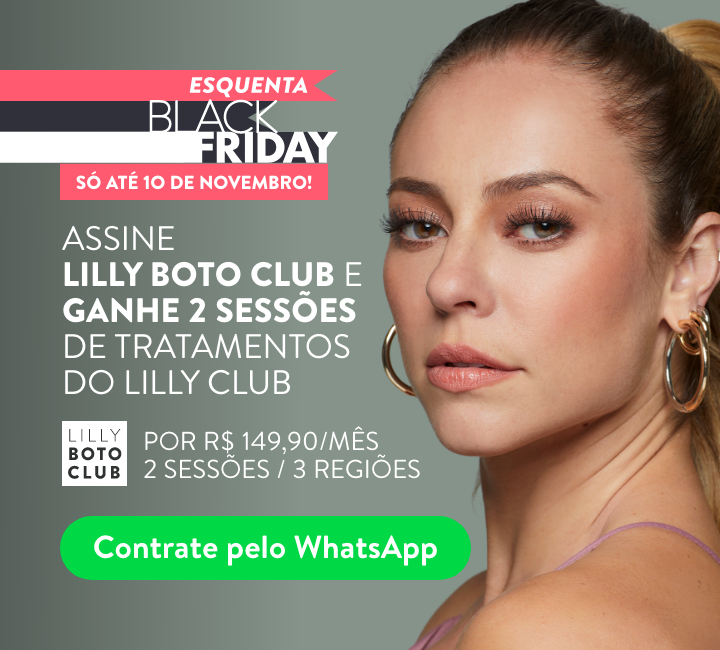 ESQUENTA
BLACK
FRIDAY
SÓ ATÉ 10 DE NOVEMBRO!
ASSINE
LILLY BOTO CLUB E
GANHE 2 SESSÕES
DE TRATAMENTOS
DO LILLY CLUB
LILLY
BOTO
CLUB
POR R$ 149,90/MÊS
2 SESSÕES / 3 REGIÕES
Contrate pelo WhatsApp